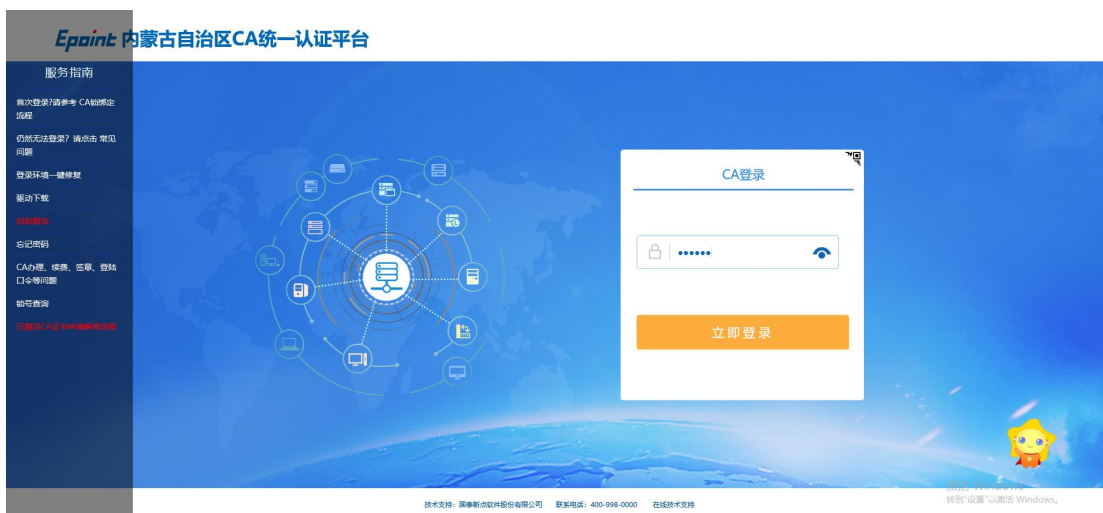 Epoint 内蒙古自治区CA统一认证平台
服务指南
首次登录?请参考 CA锁绑定
流程
仍然无法登录? 请点击 常见
问题
登录环境一键修复
驱动下载
自助激活
忘记密码
CA办理、续费、签章、登陆
口令等问题
锁号查询
已激活CA证书申请解绑流程
CA登录
••••••
立即登录
激活 Windows
转到"设置"以激活 Windows。
技术支持：国泰新点软件股份有限公司 联系电话：400-998-0000 在线技术支持